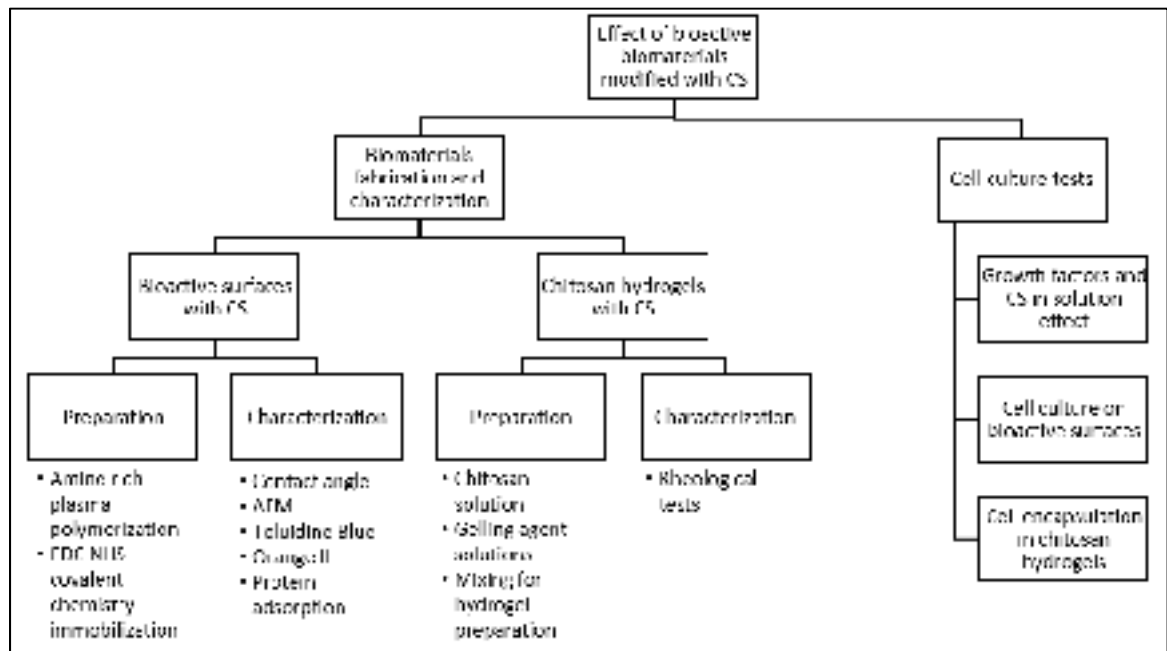 Effect of bioactive
biomaterials
modified with CS
Biomaterials
fabrication and
characterization
Cell culture tests
Bioactive surfaces
with CS
Chitosan hydrogels
with CS
Growth factors and
CS in solution
effect
Preparation
Characterization
Preparation
Characterization
Cell culture on
bioactive surfaces
Cell encapsulation
in chitosan
hydrogels
• Amine rich
plasma
polymerization
• EDC NHS
covalent
chemistry
immobilization
• Contact angle
• AFM
• Toluidine Blue
• Orange II
• Protein
adsorption
• Chitosan
solution
• Gelling agent
solutions
• Mixing for
hydrogel
preparation
• Rheological
tests